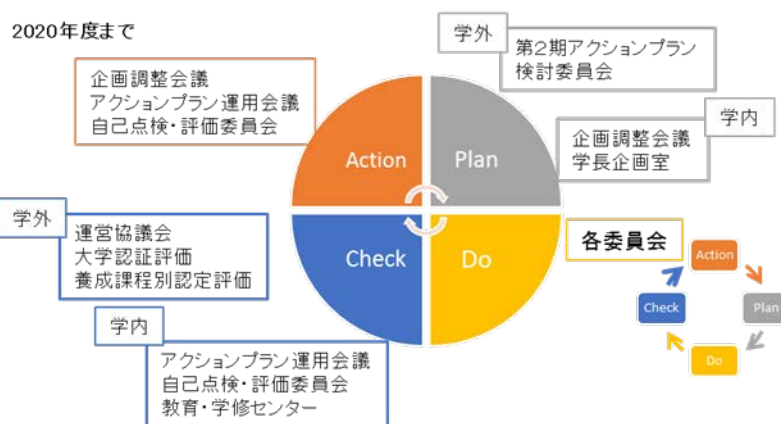 2020年度まで
学外
第2期アクションプラン
検討委員会
企画調整会議
アクションプラン運用会議
自己点検・評価委員会
学内
企画調整会議
学長企画室
Action
Plan
学外
運営協議会
大学認証評価
養成課程別認定評価
Check
Do
各委員会
Action
Check
Plan
Do
学内
アクションプラン運用会議
自己点検・評価委員会
教育・学修センター